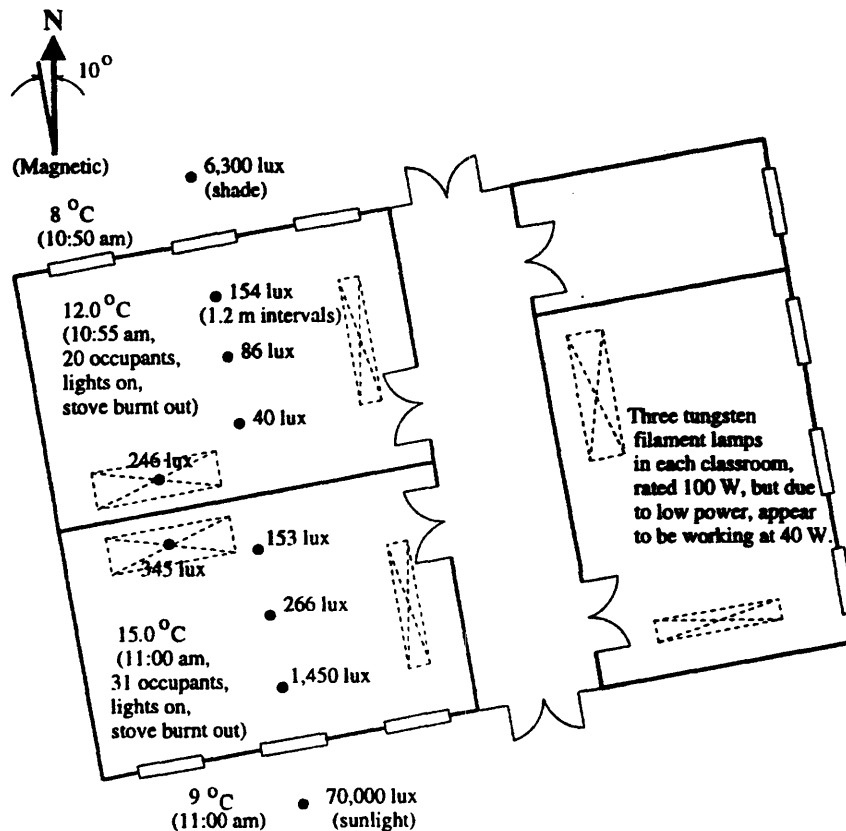 N
10°
(Magnetic)
6,300 lux
(shade)
8 °C
(10:50 am)
12.0 °C
(10:55 am,
20 occupants,
lights on,
stove burnt out)
154 lux
(1.2 m intervals)
86 lux
40 lux
246 lux
Three tungsten
filament lamps
in each classroom,
rated 100 W, but due
to low power, appear
to be working at 40 W.
345 lux
153 lux
266 lux
15.0 °C
(11:00 am,
31 occupants,
lights on,
stove burnt out)
1,450 lux
9 °C
(11:00 am)
70,000 lux
(sunlight)